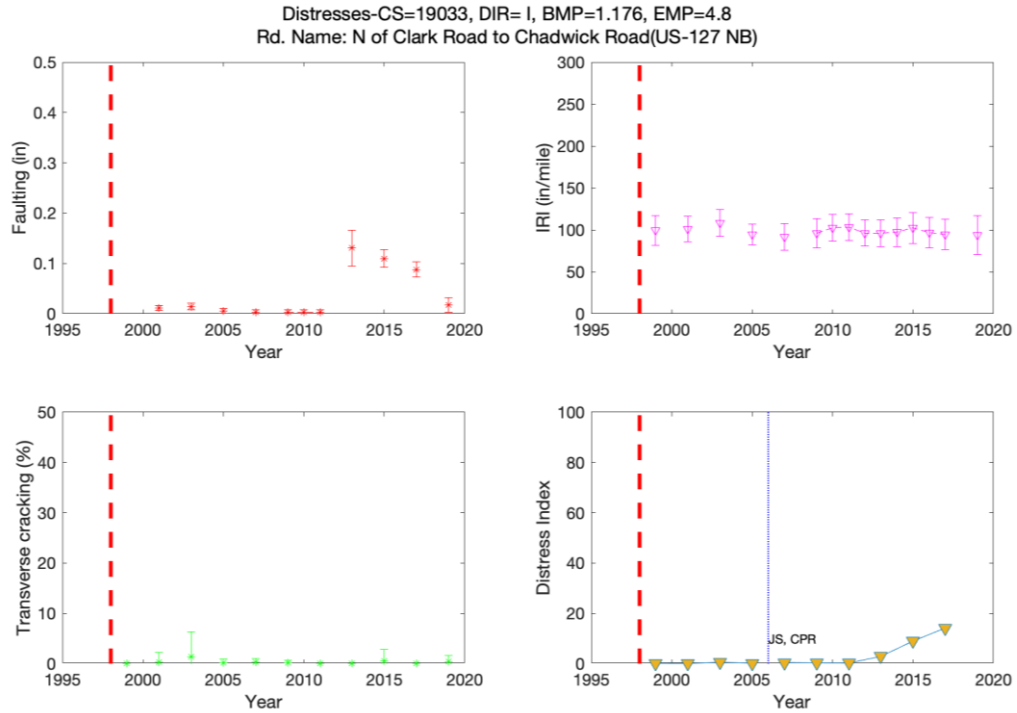 Distresses-CS=19033, DIR= I, BMP=1.176, EMP=4.8
Rd. Name: N of Clark Road to Chadwick Road(US-127 NB)
0.5
0.4
0.3
0.2
0.1
0
Faulting (in)
1995 2000 2005 2010 2015 2020
Year
300
250
200
150
100
50
0
IRI (in/mile)
1995 2000 2005 2010 2015 2020
Year
50
40
30
20
10
0
Transverse cracking (%)
1995 2000 2005 2010 2015 2020
Year
100
80
60
40
20
0
Distress Index
JS, CPR
1995 2000 2005 2010 2015 2020
Year